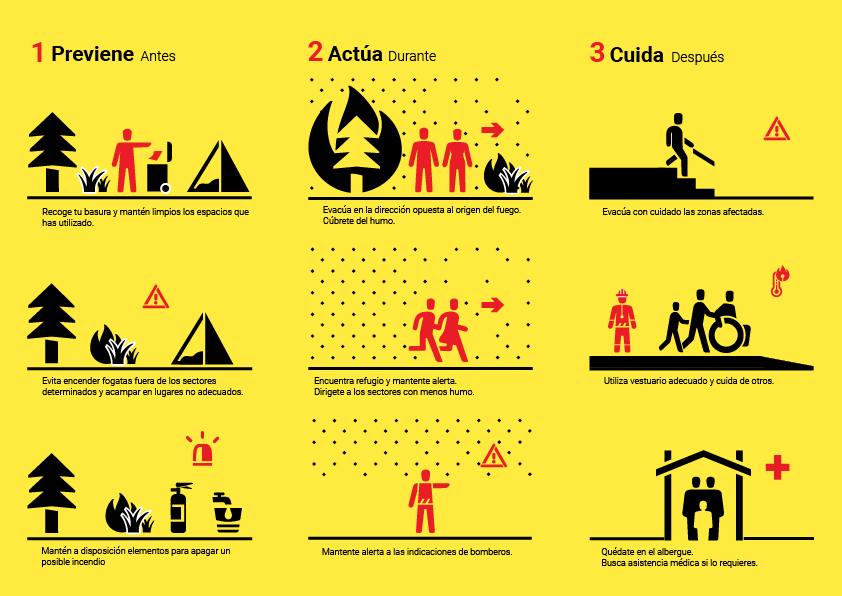 1 Previene Antes
Recoge tu basura y mantén limpios los espacios que
has utilizado.
Evita encender fogatas fuera de los sectores
determinados y acampar en lugares no adecuados.
Mantén a disposición elementos para apagar un
posible incendio
2 Actúa Durante
Evacúa en la dirección opuesta al origen del fuego.
Cúbrete del humo.
Encuentra refugio y mantente alerta.
Dirigete a los sectores con menos humo.
Mantente alerta a las indicaciones de bomberos.
3 Cuida Después
Evacúa con cuidado las zonas afectadas.
Utiliza vestuario adecuado y cuida de otros.
Quédate en el albergue.
Busca asistencia médica si lo requieres.